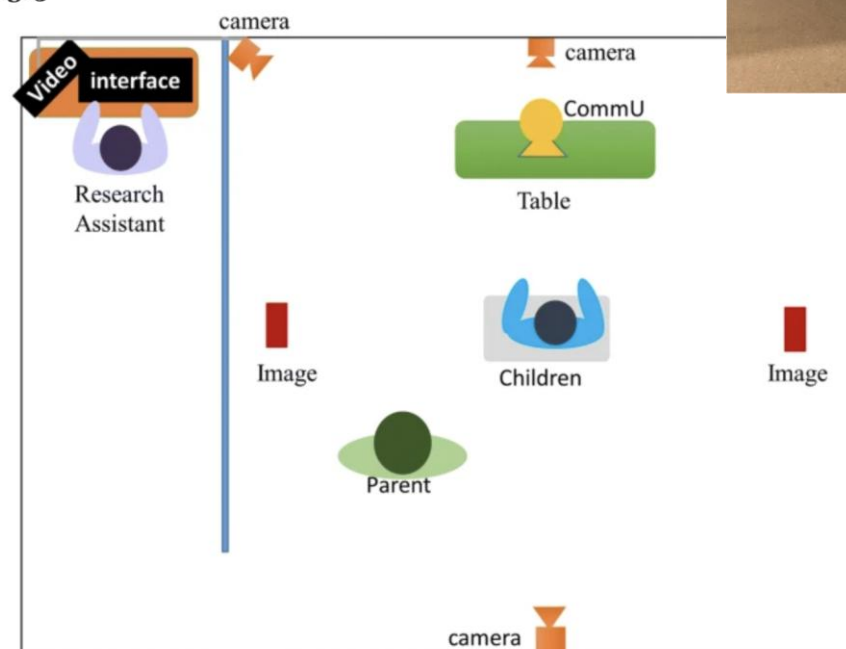 camera
camera
Video
interface
CommU
Research
Assistant
Table
Image
Children
Image
Parent
camera